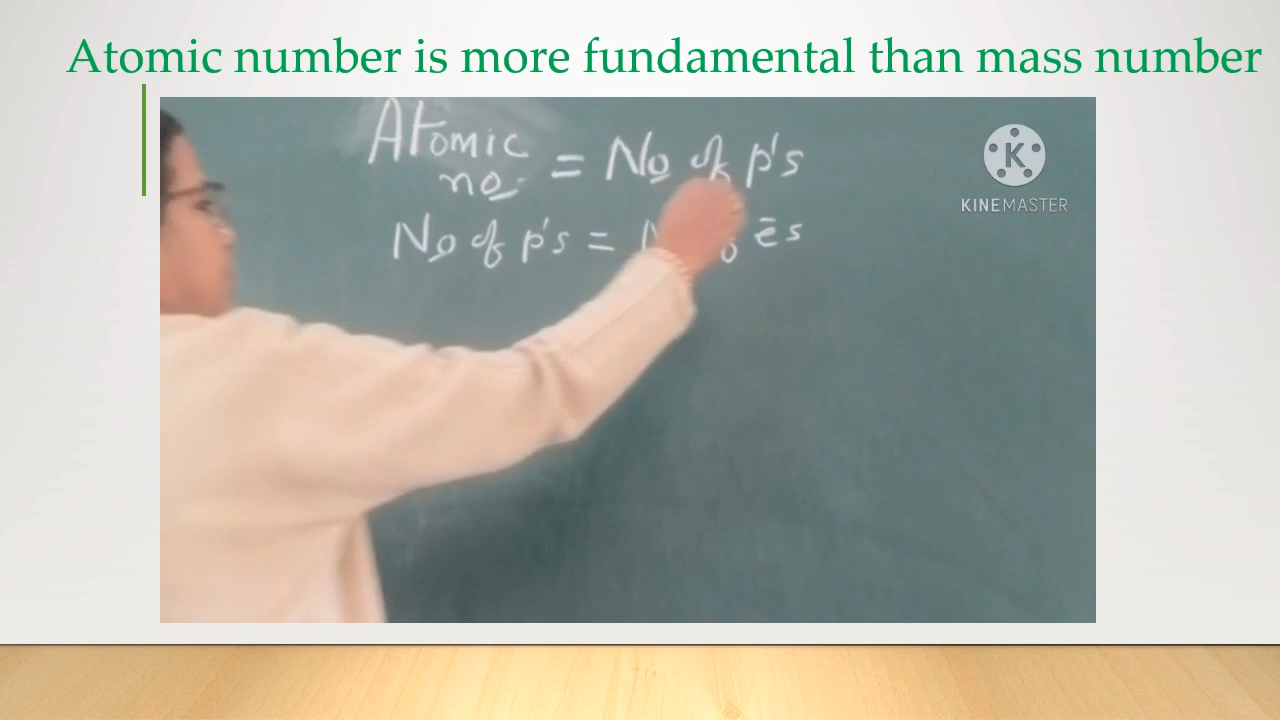 Atomic number is more fundamental than mass number
Atomic
no. = No of p's
No of p's = ēs
K
KINEMASTER